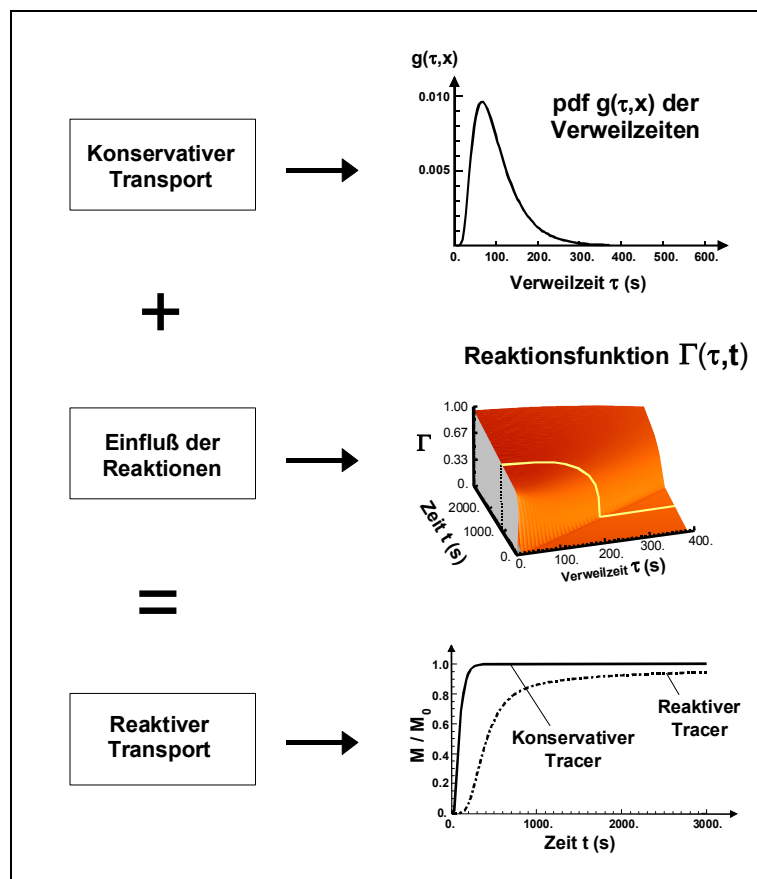 g(τ,x)
0.010
0.005
pdf g(τ,x) der
Verweilzeiten
Konservativer
Transport
0. 100. 200. 300. 400. 500. 600.
Verweilzeit τ (s)
+
Reaktionsfunktion Γ(τ,t)
Einfluß der
Reaktionen
Γ
1.00
0.67
0.33
0.
2000.
1000.
0.
Zeit t (s)
0.
100.
200.
300.
400.
Verweilzeit τ (s)
=
Reaktiver
Transport
M / M0
1.0
0.8
0.6
0.4
0.2
0.
Konservativer
Tracer
Reaktiver
Tracer
0. 1000. 2000. 3000.
Zeit t (s)